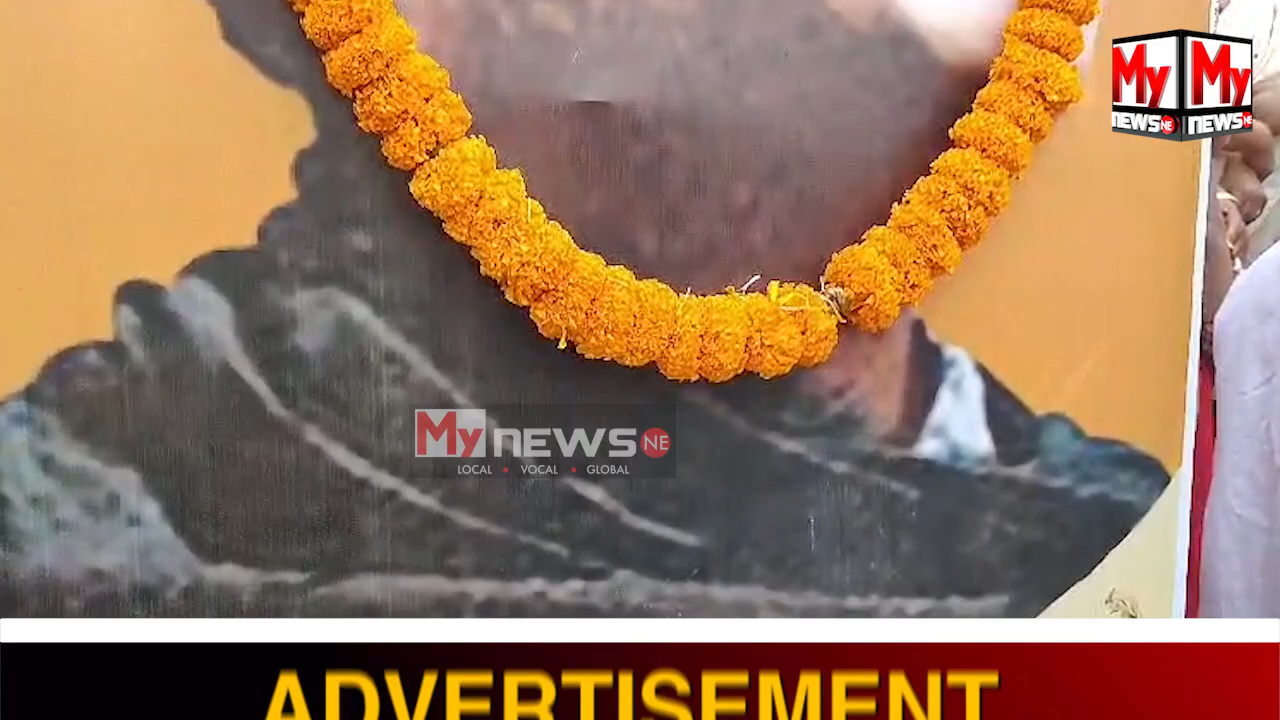 My My
NEWS NE NEWS NE
My NEWS NE
LOCAL • VOCAL • GLOBAL
ADVERTISEMENT